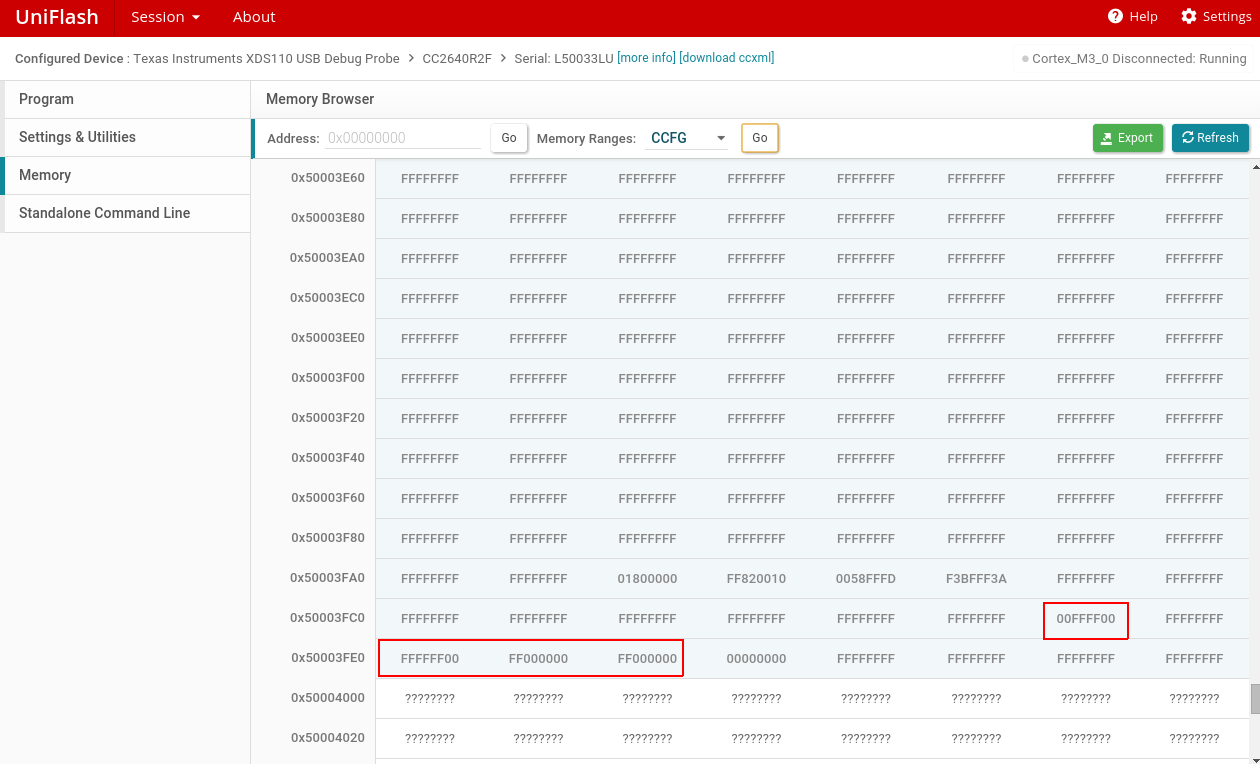 UniFlash Session About Help Settings
Configured Device : Texas Instruments XDS110 USB Debug Probe > CC2640R2F > Serial: L50033LU [more info] [download ccxml] Cortex_M3_0 Disconnected: Running
Program
Settings & Utilities
Memory
Standalone Command Line
Memory Browser
Address: 0x00000000 Go Memory Ranges: CCFG Go Export Refresh
0x50003E60 FFFFFFFF FFFFFFFF FFFFFFFF FFFFFFFF FFFFFFFF FFFFFFFF FFFFFFFF FFFFFFFF
0x50003E80 FFFFFFFF FFFFFFFF FFFFFFFF FFFFFFFF FFFFFFFF FFFFFFFF FFFFFFFF FFFFFFFF
0x50003EA0 FFFFFFFF FFFFFFFF FFFFFFFF FFFFFFFF FFFFFFFF FFFFFFFF FFFFFFFF FFFFFFFF
0x50003EC0 FFFFFFFF FFFFFFFF FFFFFFFF FFFFFFFF FFFFFFFF FFFFFFFF FFFFFFFF FFFFFFFF
0x50003EE0 FFFFFFFF FFFFFFFF FFFFFFFF FFFFFFFF FFFFFFFF FFFFFFFF FFFFFFFF FFFFFFFF
0x50003F00 FFFFFFFF FFFFFFFF FFFFFFFF FFFFFFFF FFFFFFFF FFFFFFFF FFFFFFFF FFFFFFFF
0x50003F20 FFFFFFFF FFFFFFFF FFFFFFFF FFFFFFFF FFFFFFFF FFFFFFFF FFFFFFFF FFFFFFFF
0x50003F40 FFFFFFFF FFFFFFFF FFFFFFFF FFFFFFFF FFFFFFFF FFFFFFFF FFFFFFFF FFFFFFFF
0x50003F60 FFFFFFFF FFFFFFFF FFFFFFFF FFFFFFFF FFFFFFFF FFFFFFFF FFFFFFFF FFFFFFFF
0x50003F80 FFFFFFFF FFFFFFFF FFFFFFFF FFFFFFFF FFFFFFFF FFFFFFFF FFFFFFFF FFFFFFFF
0x50003FA0 FFFFFFFF FFFFFFFF 01800000 FF820010 0058FFFD F3BFFF3A FFFFFFFF FFFFFFFF
0x50003FC0 FFFFFFFF FFFFFFFF FFFFFFFF FFFFFFFF FFFFFFFF FFFFFFFF 00FFFF00 FFFFFFFF
0x50003FE0 FFFFFF00 FF000000 FF000000 00000000 FFFFFFFF FFFFFFFF FFFFFFFF FFFFFFFF
0x50004000 ???????? ???????? ???????? ???????? ???????? ???????? ???????? ????????
0x50004020 ???????? ???????? ???????? ???????? ???????? ???????? ???????? ????????